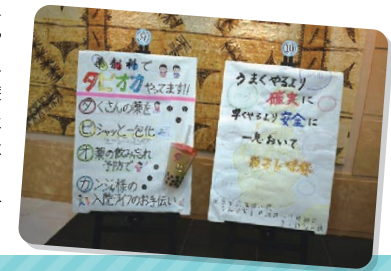 ⑨
で
タピオカ やってます!!
タくさんの薬を
ピシャッと一包化
オ薬の飲み忘れ
予防で
カンジャ様の
入院ライフのお手伝い
⑩
うまくやるより
確実に
早くやるより安全に
一息おいて